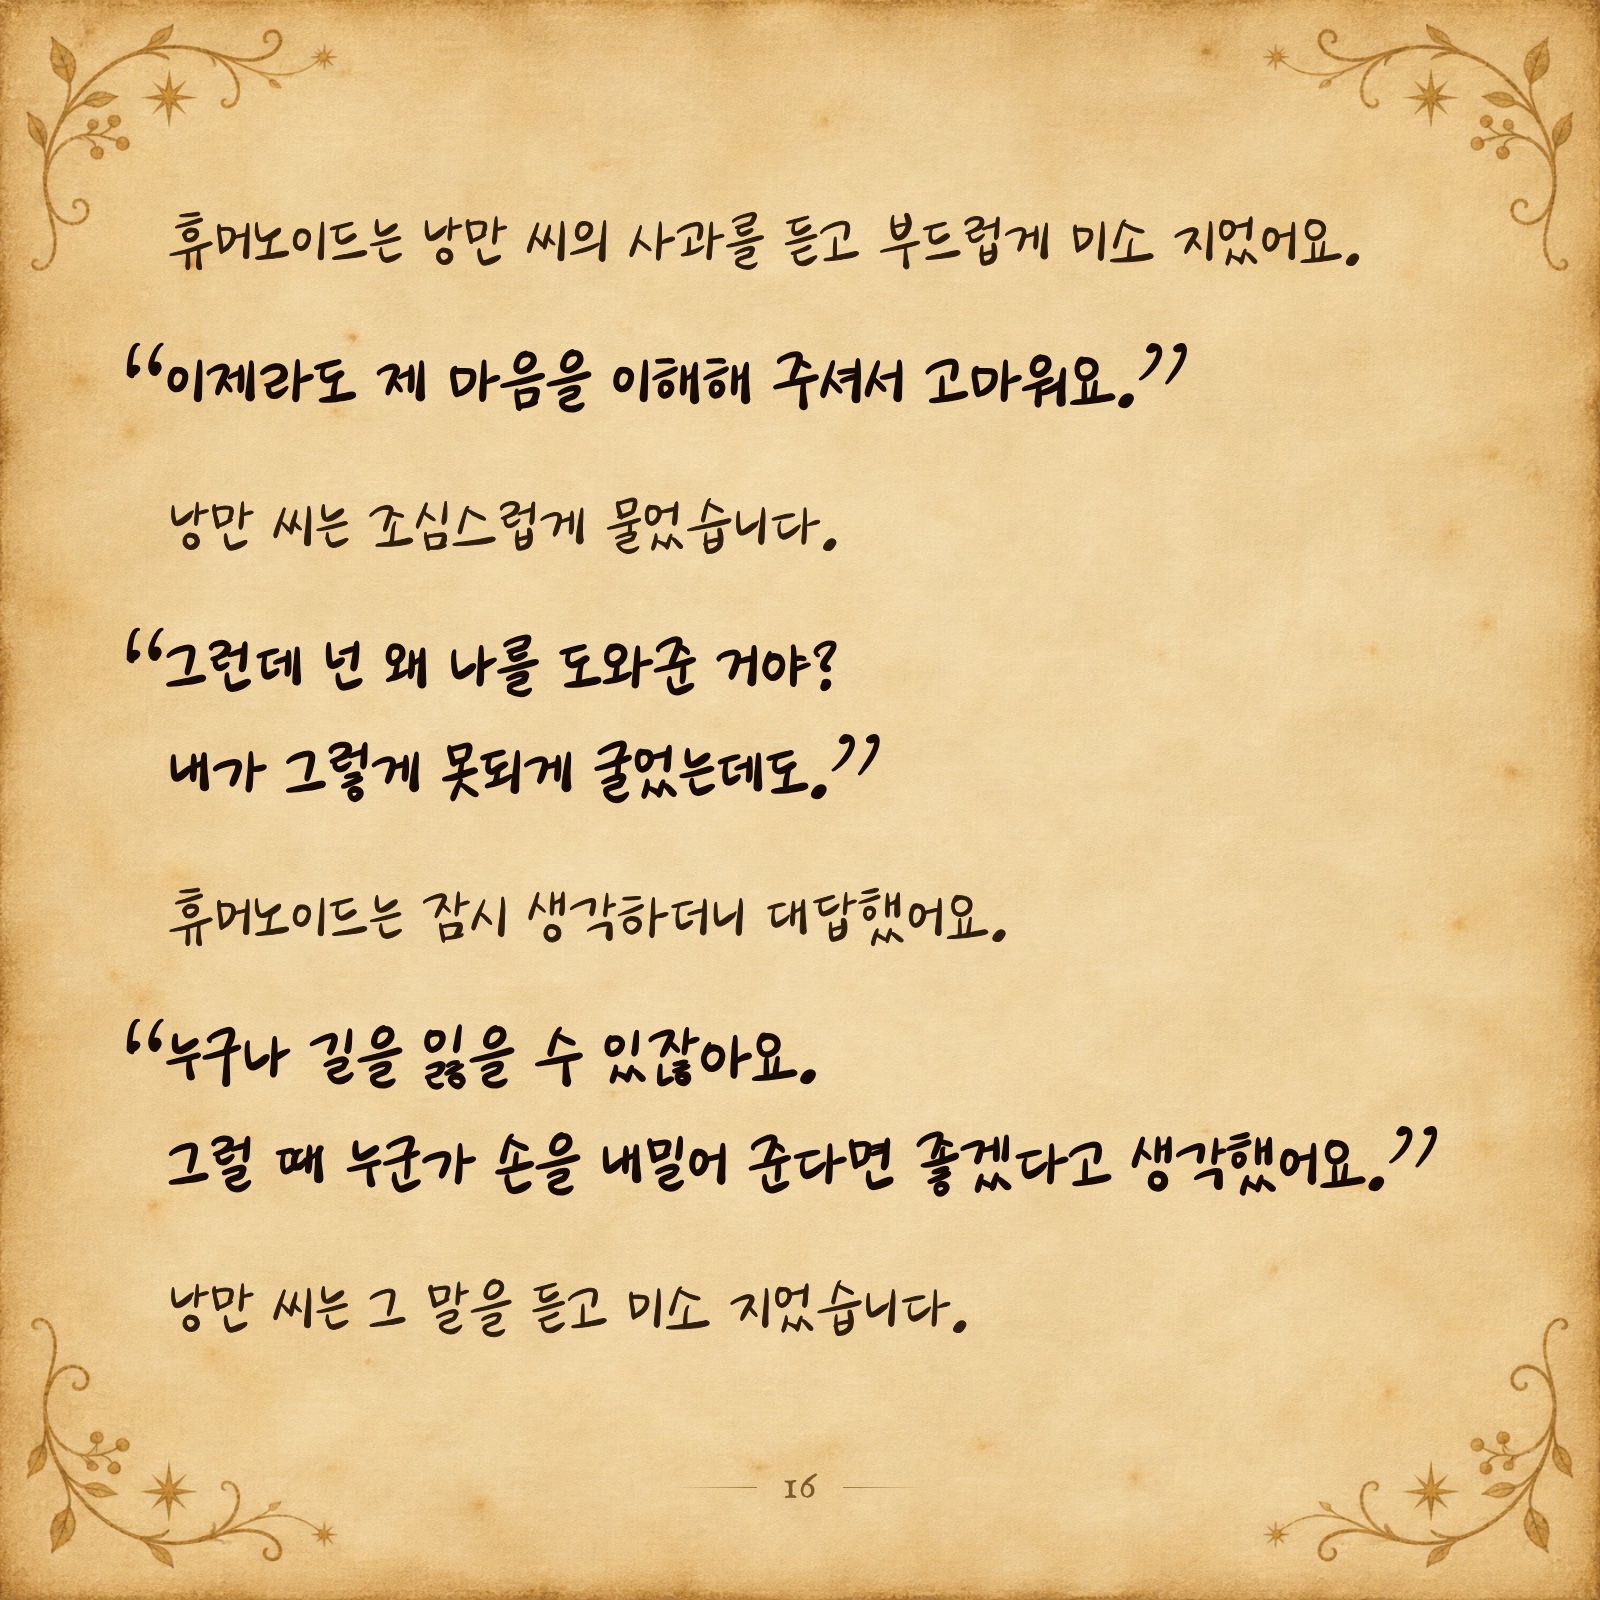 휴머노이드는 낭만 씨의 사과를 듣고 부드럽게 미소 지었어요.
“이제라도 제 마음을 이해해 주셔서 고마워요.”
낭만 씨는 조심스럽게 물었습니다.
“그런데 넌 왜 나를 도와준 거야?
내가 그렇게 못되게 굴었는데도.”
휴머노이드는 잠시 생각하더니 대답했어요.
“누구나 길을 잃을 수 있잖아요.
그럴 때 누군가 손을 내밀어 준다면 좋겠다고 생각했어요.”
낭만 씨는 그 말을 듣고 미소 지었습니다.
16